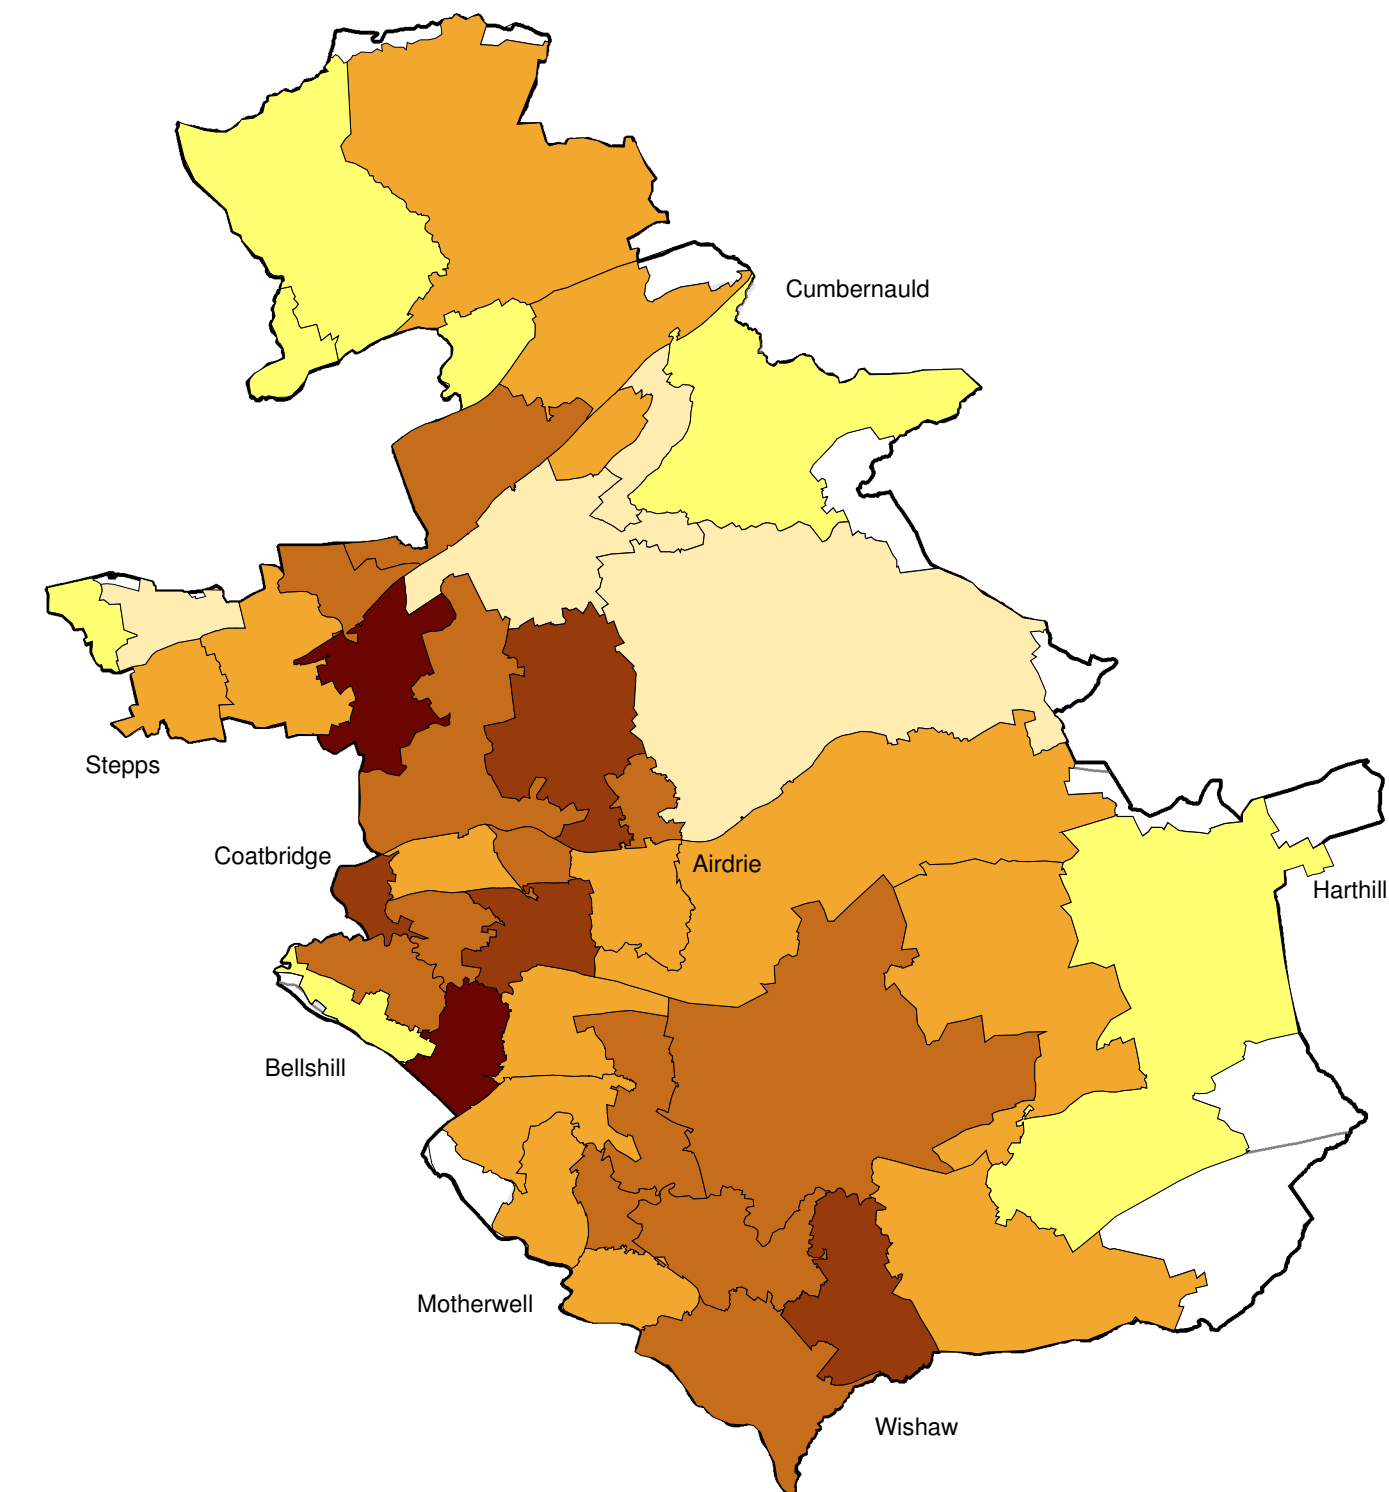 Cumbernauld
Stepps
Coatbridge
Airdrie
Harthill
Bellshill
Motherwell
Wishaw